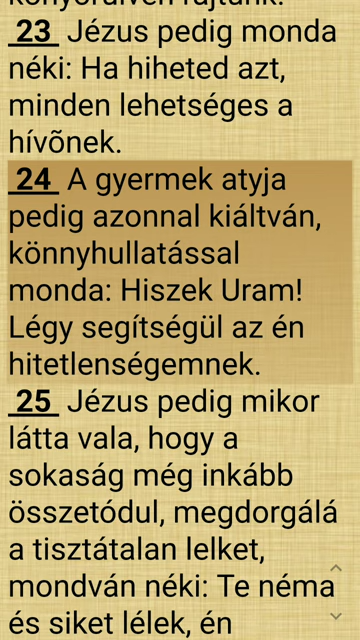 könyörülvén rajtunk.
23 Jézus pedig monda
néki: Ha hiheted azt,
minden lehetséges a
hívõnek.
24 A gyermek atyja
pedig azonnal kiáltván,
könnyhullatással
monda: Hiszek Uram!
Légy segítségül az én
hitetlenségemnek.
25 Jézus pedig mikor
látta vala, hogy a
sokaság még inkább
összetódul, megdorgálá
a tisztátalan lelket,
mondván néki: Te néma
és siket lélek, én